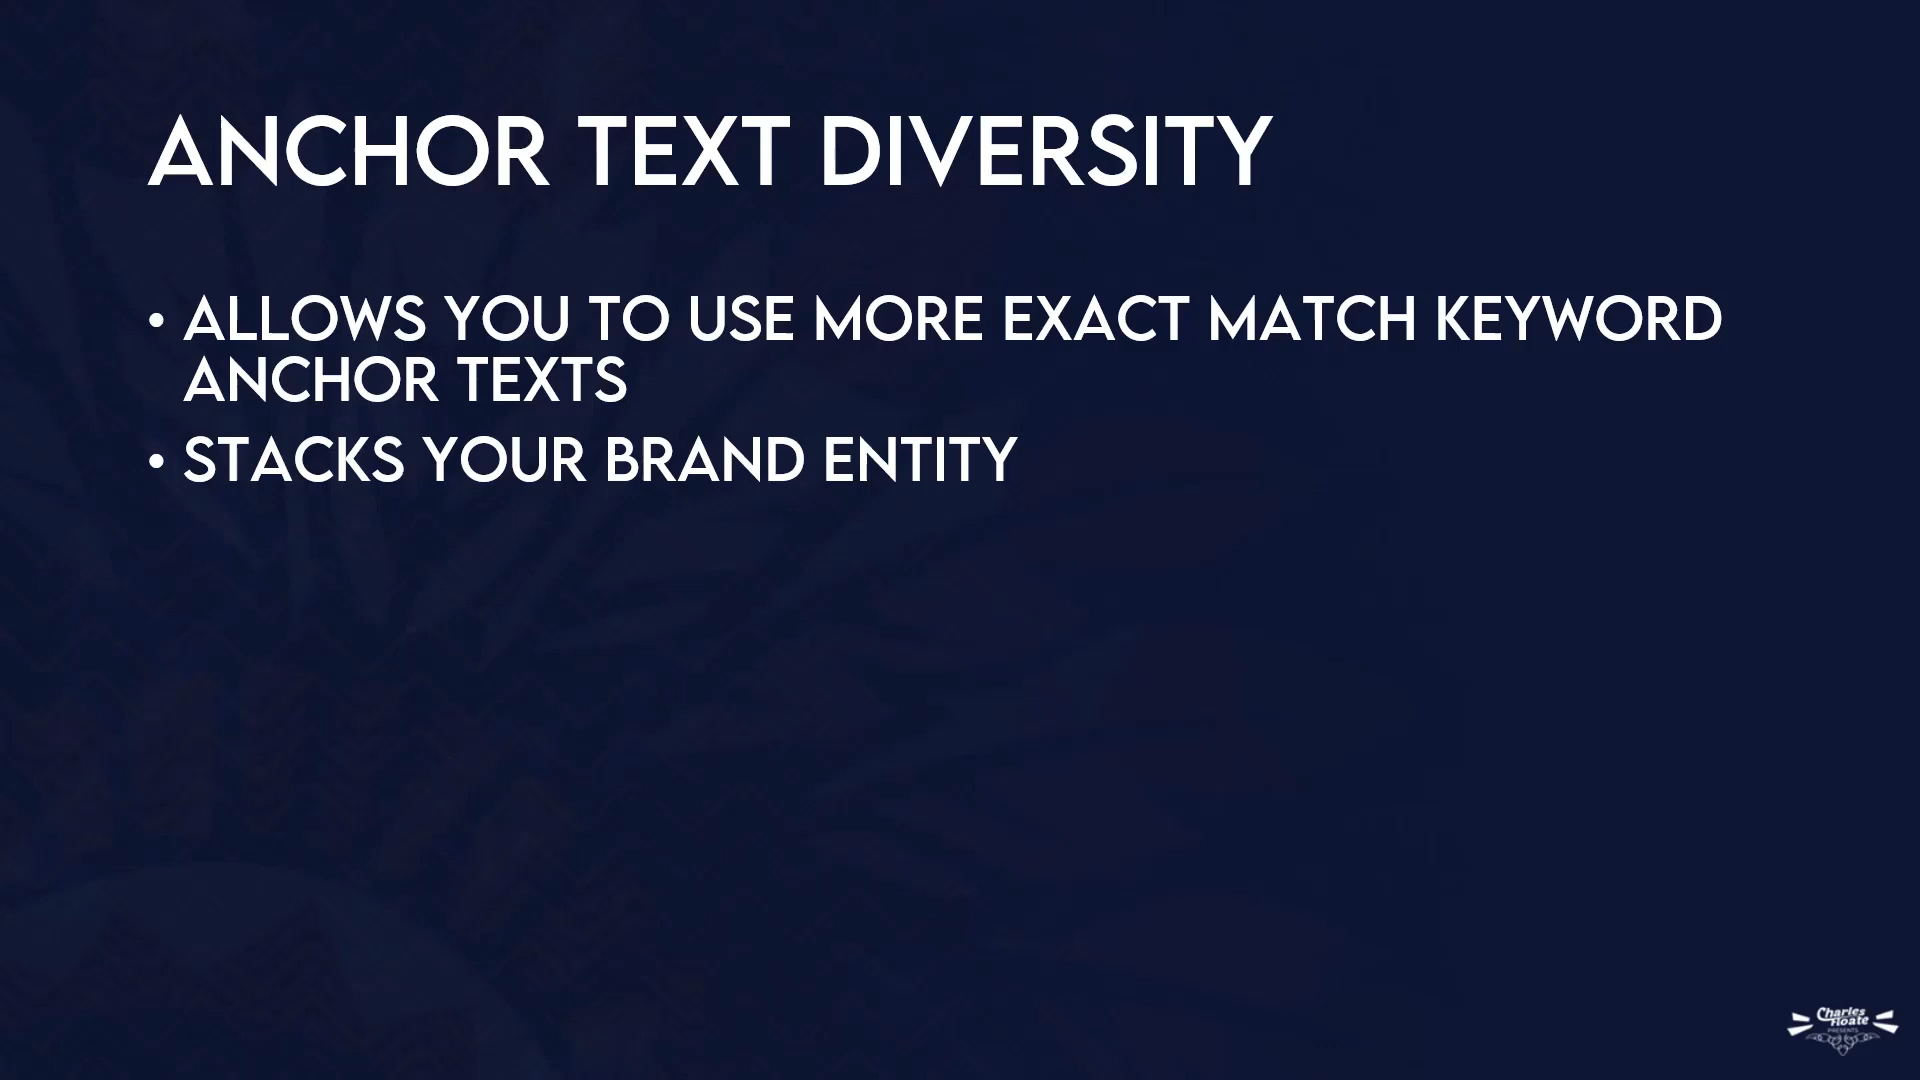 ANCHOR TEXT DIVERSITY
• ALLOWS YOU TO USE MORE EXACT MATCH KEYWORD
ANCHOR TEXTS
• STACKS YOUR BRAND ENTITY
Charles
Floate
PRESENTS